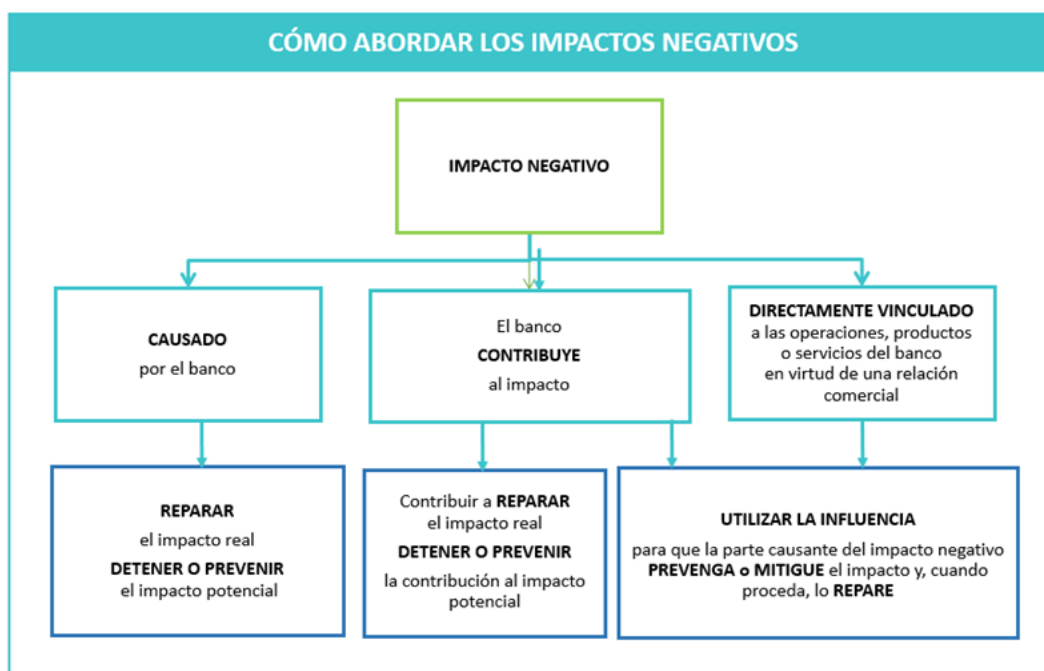 CÓMO ABORDAR LOS IMPACTOS NEGATIVOS
IMPACTO NEGATIVO
CAUSADO
por el banco
El banco
CONTRIBUYE
al impacto
DIRECTAMENTE VINCULADO
a las operaciones, productos
o servicios del banco
en virtud de una relación
comercial
REPARAR
el impacto real
DETENER O PREVENIR
el impacto potencial
Contribuir a REPARAR
el impacto real
DETENER O PREVENIR
la contribución al impacto
potencial
UTILIZAR LA INFLUENCIA
para que la parte causante del impacto negativo
PREVENGA o MITIGUE el impacto y, cuando
proceda, lo REPARE